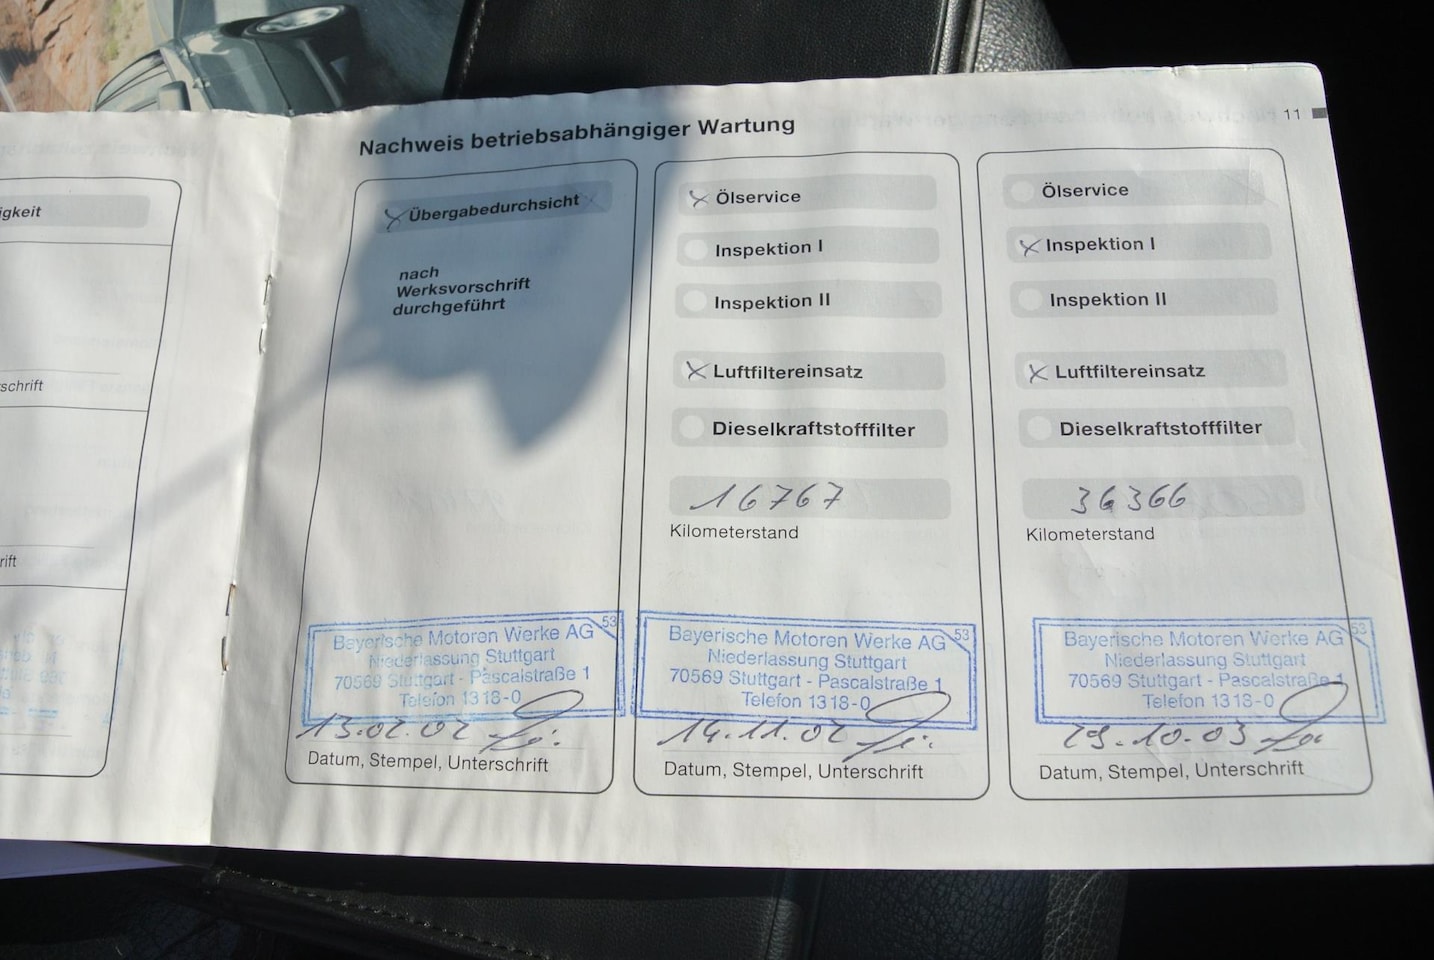 11
Nachweis betriebsabhängiger Wartung
igkeit
schrift
rift
Übergabedurchsicht
nach
Werksvorschrift
durchgeführt
Bayerische Motoren Werke AG 53
Niederlassung Stuttgart
70569 Stuttgart - Pascalstraße 1
Telefon 1318-0
13.02.02
Datum, Stempel, Unterschrift
Ölservice
Inspektion I
Inspektion II
Luftfiltereinsatz
Dieselkraftstofffilter
16767
Kilometerstand
Bayerische Motoren Werke AG 53
Niederlassung Stuttgart
70569 Stuttgart - Pascalstraße 1
Telefon 1318-0
14.11.02
Datum, Stempel, Unterschrift
Ölservice
Inspektion I
Inspektion II
Luftfiltereinsatz
Dieselkraftstofffilter
36366
Kilometerstand
Bayerische Motoren Werke AG 53
Niederlassung Stuttgart
70569 Stuttgart - Pascalstraße 1
Telefon 1318-0
29.10.03
Datum, Stempel, Unterschrift